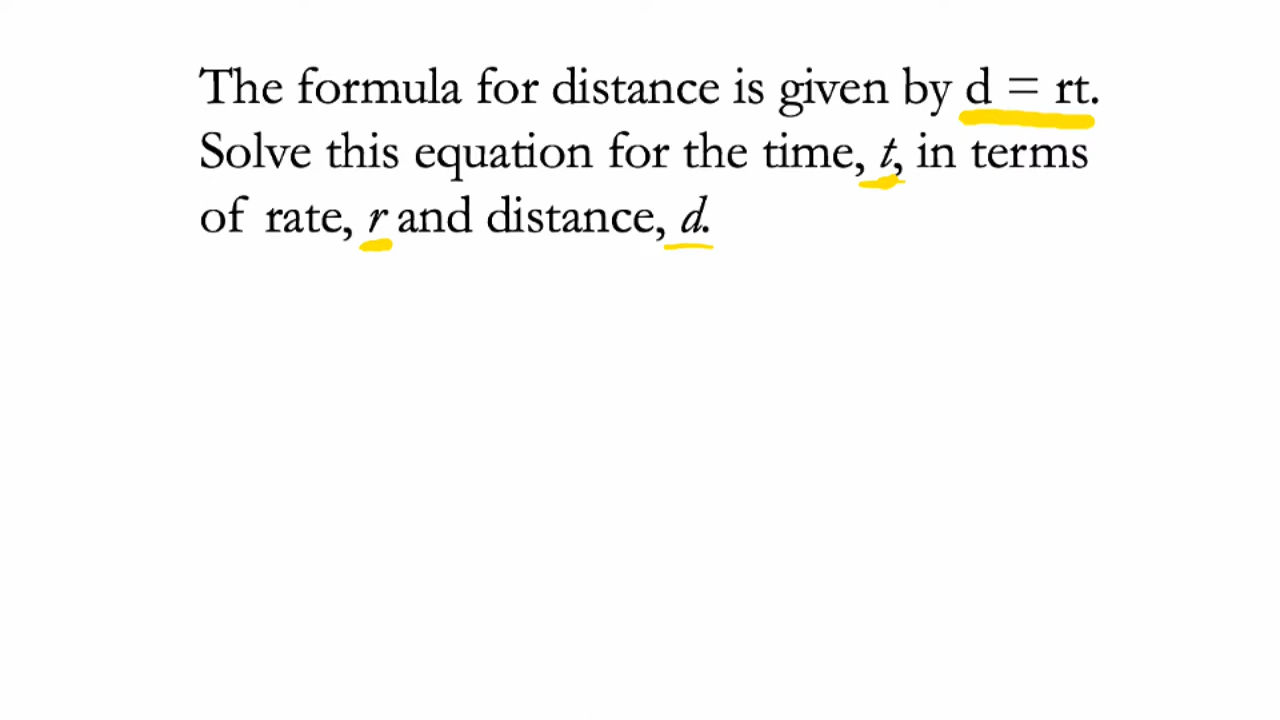 The formula for distance is given by d = rt.
Solve this equation for the time, t, in terms
of rate, r and distance, d.